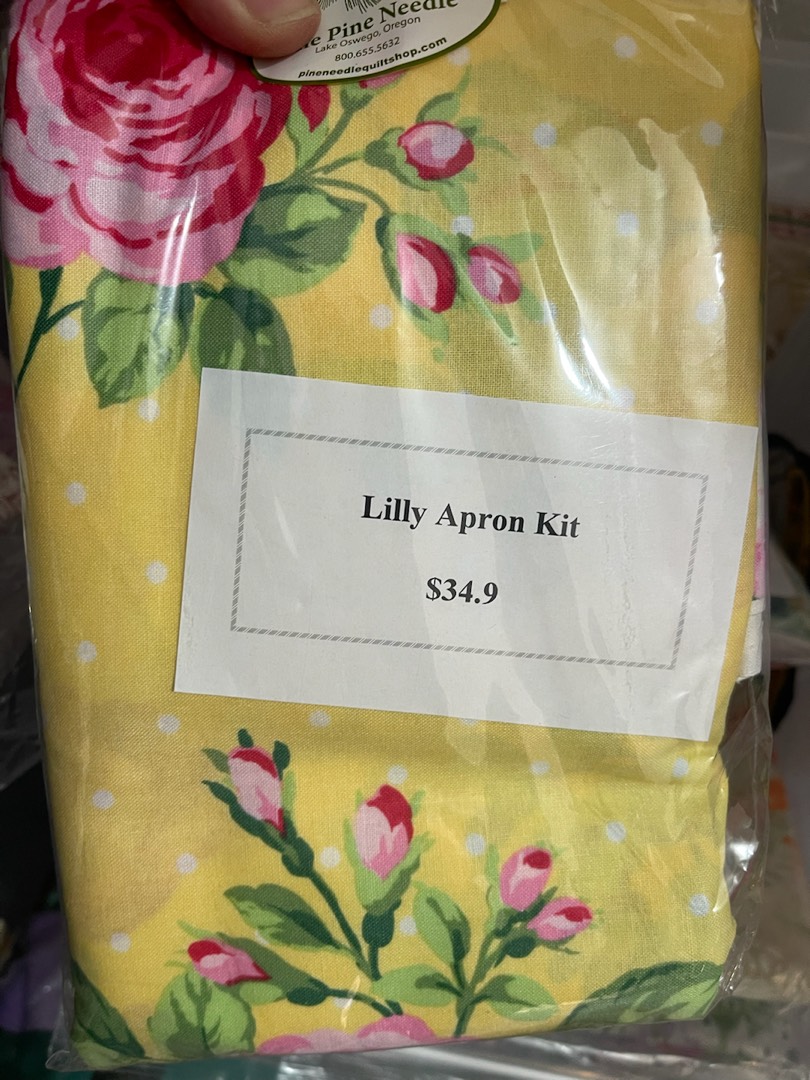 Pine Needle
Lake Oswego, Oregon
800.655.5632
pineneedlequiltshop.com
Lilly Apron Kit
$34.9